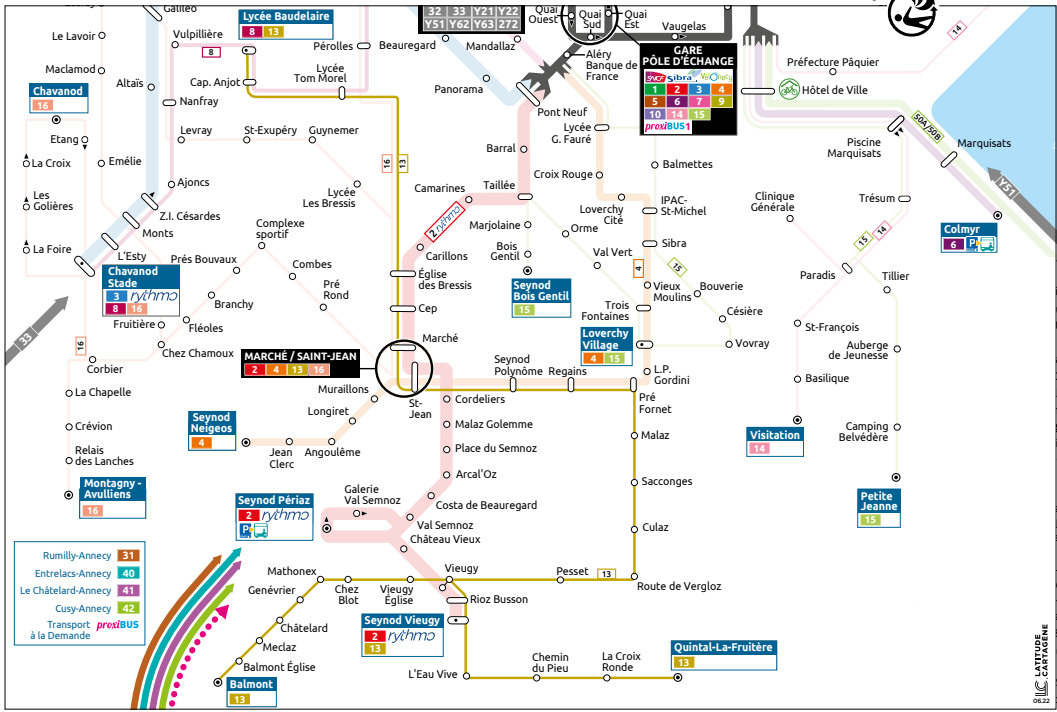 Galiléo
Vulpillière
Le Lavoir
Maclamod
Altaïs
Chavanod
16
Nanfray
Etang
La Croix
Emélie
Les
Golières
Ajoncs
La Foire
Z.I. Césardes
Monts
L'Esty
Chavanod
Stade
3 rythmo
8 16
33
8
Lycée Baudelaire
8 13
Cap. Anjot
Pérolles
Lycée
Tom Morel
Levray
St-Exupéry
Guynemer
Lycée
Les Bressis
Complexe
sportif
Prés Bouvaux
Combes
Branchy
Pré
Rond
Fruitière
Fléoles
Chez Chamoux
16
Corbier
La Chapelle
Crévion
Relais
des Lanches
Montagny -
Avulliens
16
32 33 Y21 Y22
Y51 Y62 Y63 272
Beauregard
Mandallaz
Panorama
Quai
Ouest
Quai
Sud
Quai
Est
Vaugelas
Aléry
Banque de
France
GARE
PÔLE D'ÉCHANGE
SNCF Sibra Vélonecy
1 2 3 4
5 6 7 9
10 14 15
proxiBUS 1
14
Préfecture Pâquier
Hôtel de Ville
Pont Neuf
Lycée
G. Fauré
Barral
Croix Rouge
Balmettes
Piscine
Marquisats
50A/50B
Marquisats
Y51
Trésum
Colmyr
6 P
16
13
Camarines
Taillée
2 rythmo
Carillons
Marjolaine
Orme
Bois
Gentil
Loverchy
Cité
IPAC-
St-Michel
Sibra
Val Vert
Clinique
Générale
15
14
Paradis
Tillier
Église
des Bressis
Cep
Marché
Seynod
Bois Gentil
15
4
15
Vieux
Moulins
Bouverie
Trois
Fontaines
Césière
Loverchy
Village
4 15
Vovray
St-François
Auberge
de Jeunesse
Basilique
Visitation
14
Camping
Belvédère
Petite
Jeanne
15
MARCHÉ / SAINT-JEAN
2 4 13 16
Muraillons
St-
Jean
Seynod
Polynôme
Regains
L.P.
Gordini
Pré
Fornet
Cordeliers
Longiret
Malaz Golemme
Malaz
Seynod
Neigeos
4
Jean
Clerc
Angoulême
Place du Semnoz
Arcal'Oz
Sacconges
Galerie
Val Semnoz
Costa de Beauregard
Seynod Périaz
2 rythmo
P
Val Semnoz
Château Vieux
Culaz
Rumilly-Annecy 31
Entrelacs-Annecy 40
Le Châtelard-Annecy 41
Cusy-Annecy 42
Transport proxiBUS
à la Demande
Mathonex
Chez
Blot
Vieugy
Église
Vieugy
Pesset
13
Route de Vergloz
Genévrier
Rioz Busson
Châtelard
Seynod Vieugy
2 rythmo
13
Meclaz
Balmont Église
Balmont
13
L'Eau Vive
Chemin
du Pieu
La Croix
Ronde
Quintal-La-Fruitère
13
LATITUDE
CARTAGÈNE
06.22